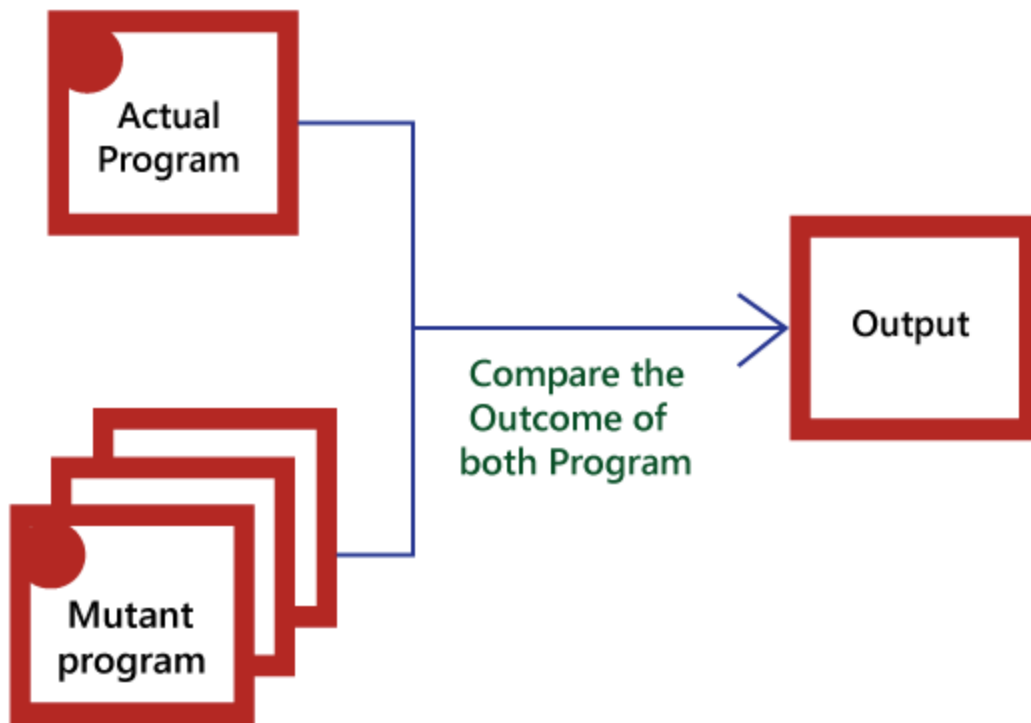 Actual
Program
Output
Compare the
Outcome of
both Program
Mutant
program